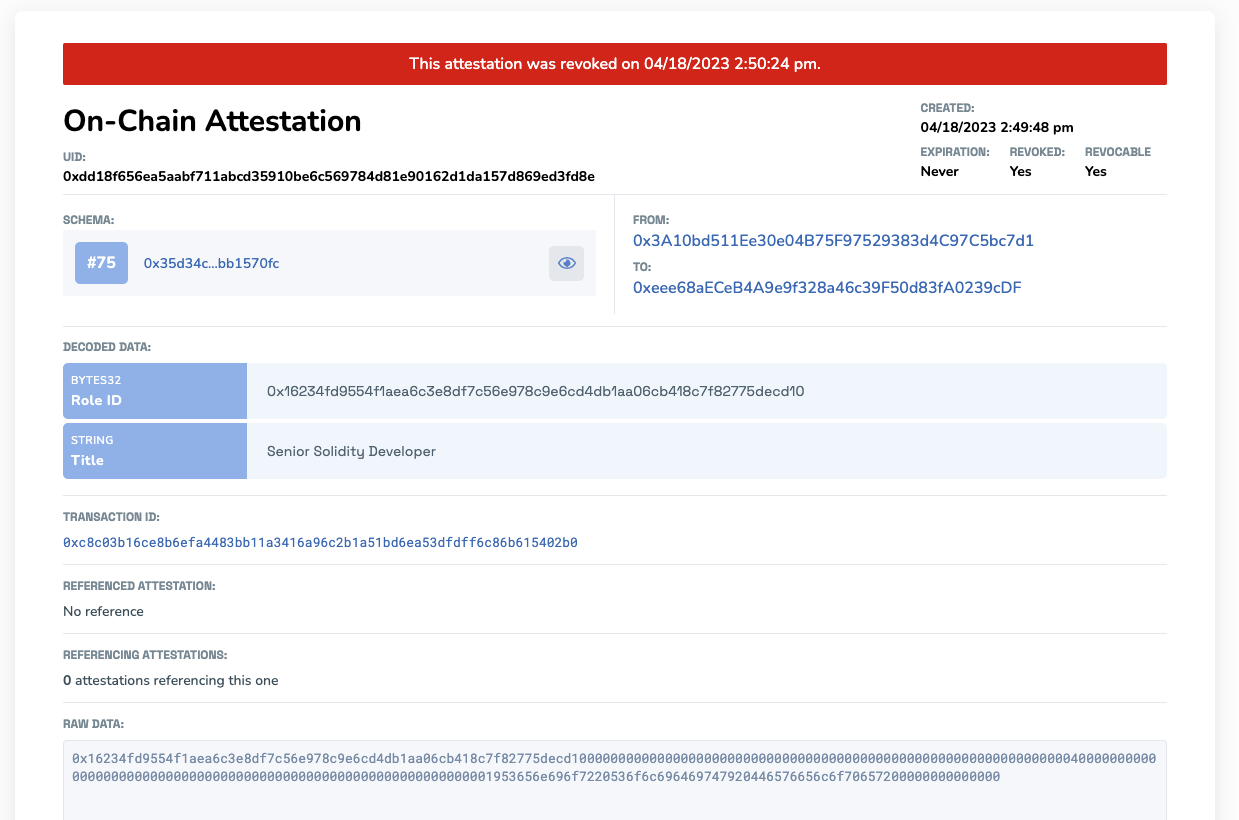 This attestation was revoked on 04/18/2023 2:50:24 pm.
On-Chain Attestation
UID:
0xdd18f656ea5aabf711abcd35910be6c569784d81e90162d1da157d869ed3fd8e
CREATED:
04/18/2023 2:49:48 pm
EXPIRATION: REVOKED: REVOCABLE
Never Yes Yes
SCHEMA:
#75 0x35d34c...bb1570fc
FROM:
0x3A10bd511Ee30e04B75F97529383d4C97C5bc7d1
TO:
0xeee68aECeB4A9e9f328a46c39F50d83fA0239cDF
DECODED DATA:
BYTES32
Role ID
0x16234fd9554f1aea6c3e8df7c56e978c9e6cd4db1aa06cb418c7f82775decd10
STRING
Title
Senior Solidity Developer
TRANSACTION ID:
0xc8c03b16ce8b6efa4483bb11a3416a96c2b1a51bd6ea53dfdff6c86b615402b0
REFERENCED ATTESTATION:
No reference
REFERENCING ATTESTATIONS:
0 attestations referencing this one
RAW DATA:
0x16234fd9554f1aea6c3e8df7c56e978c9e6cd4db1aa06cb418c7f82775decd10000000000000000000000000000000000000000000000000000000000000004000000000
000000000000000000000000000000000000000000000000000001953656e696f7220536f6c696469747920446576656c6f70657200000000000000